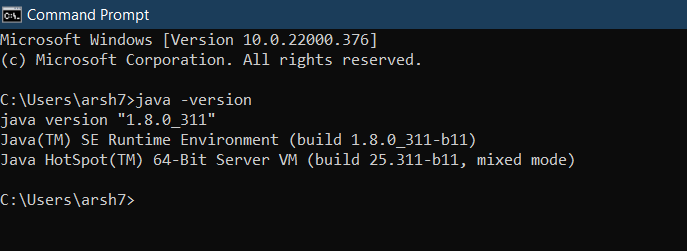 Command Prompt
Microsoft Windows [Version 10.0.22000.376]
(c) Microsoft Corporation. All rights reserved.
C:\Users\arsh7>java -version
java version "1.8.0_311"
Java(TM) SE Runtime Environment (build 1.8.0_311-b11)
Java HotSpot(TM) 64-Bit Server VM (build 25.311-b11, mixed mode)
C:\Users\arsh7>